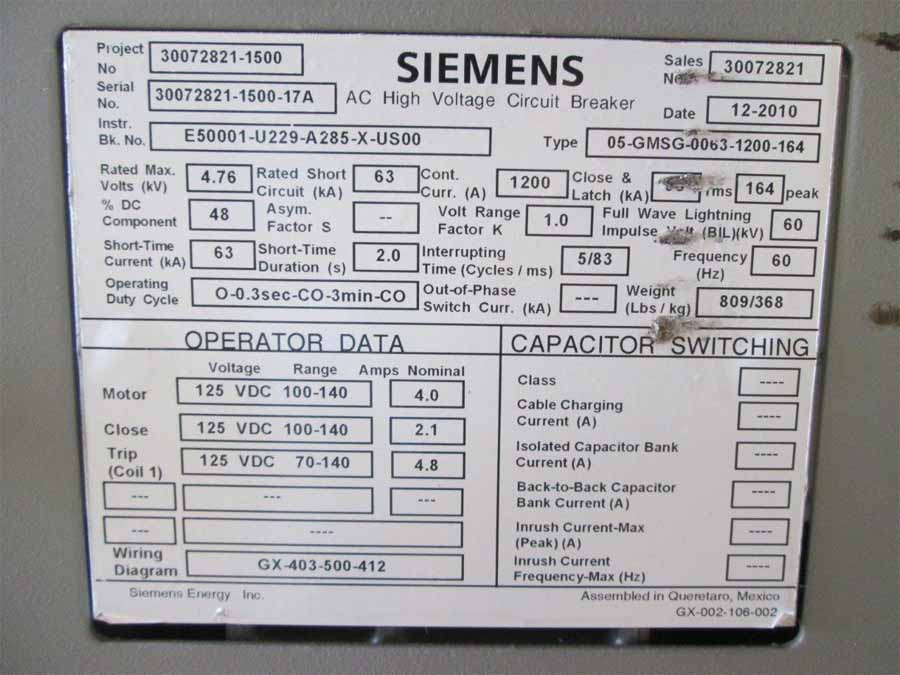 Project No 30072821-1500
SIEMENS
Sales 30072821
Serial No. 30072821-1500-17A
AC High Voltage Circuit Breaker
Date 12-2010
Instr. Bk. No. E50001-U229-A285-X-US00
Type 05-GMSG-0063-1200-164
Rated Max. Volts (kV) 4.76 Rated Short Circuit (kA) 63 Cont. Curr. (A) 1200 Close & Latch (kA) rms 164 peak
% DC Component 48 Asym. Factor S -- Volt Range Factor K 1.0 Full Wave Lightning Impulse Volt (BIL)(kV) 60
Short-Time Current (kA) 63 Short-Time Duration (s) 2.0 Interrupting Time (Cycles / ms) 5/83 Frequency (Hz) 60
Operating Duty Cycle O-0.3sec-CO-3min-CO Out-of-Phase Switch Curr. (kA) --- Weight (Lbs / kg) 809/368
OPERATOR DATA
Voltage Range Amps Nominal
Motor 125 VDC 100-140 4.0
Close 125 VDC 100-140 2.1
Trip (Coil 1) 125 VDC 70-140 4.8
--- --- ---
--- ----
Wiring Diagram GX-403-500-412
CAPACITOR SWITCHING
Class ----
Cable Charging Current (A) ----
Isolated Capacitor Bank Current (A) ----
Back-to-Back Capacitor Bank Current (A) ----
Inrush Current-Max (Peak) (A) ----
Inrush Current Frequency-Max (Hz) ----
Siemens Energy Inc.
Assembled in Queretaro, Mexico
GX-002-106-002